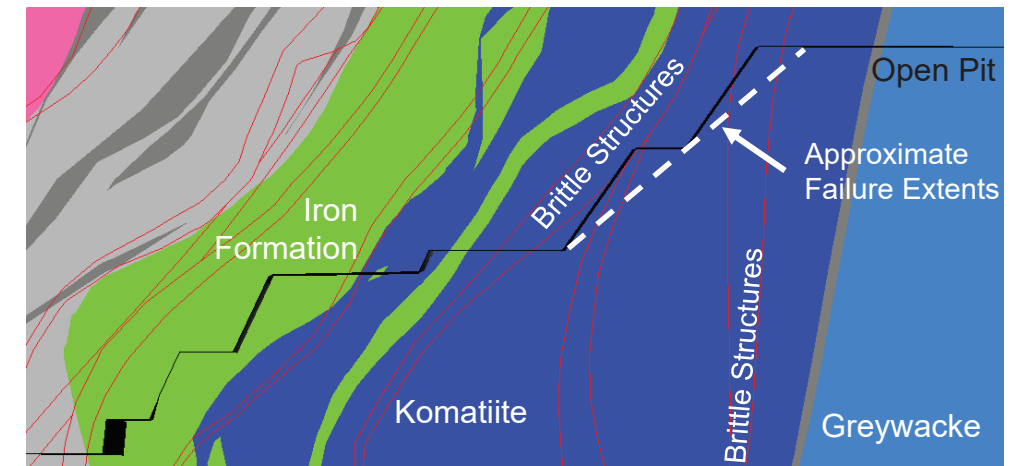 Open Pit
Brittle Structures
Approximate
Failure Extents
Iron
Formation
Brittle Structures
Komatiite
Greywacke